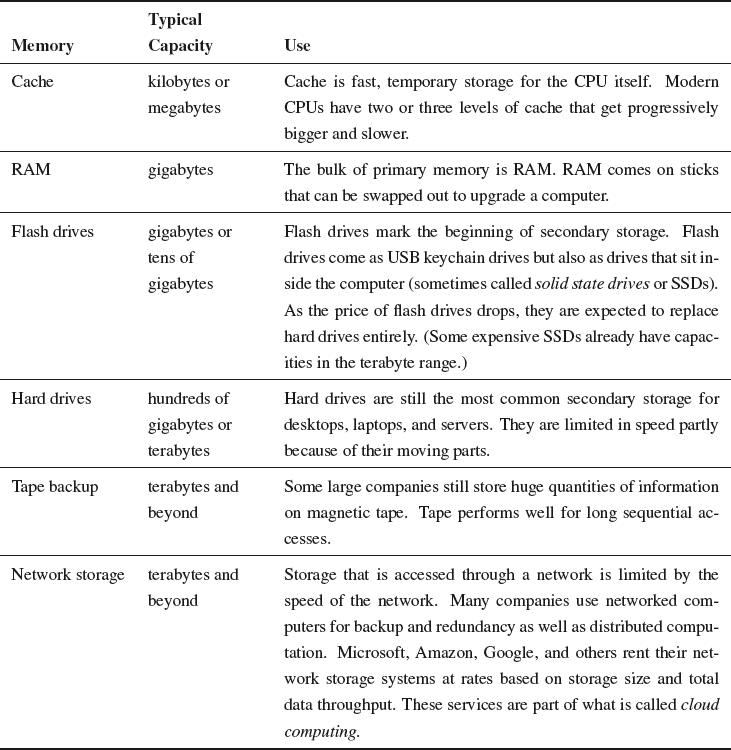 Typical
Memory Capacity Use
Cache kilobytes or Cache is fast, temporary storage for the CPU itself. Modern
megabytes CPUs have two or three levels of cache that get progressively
bigger and slower.
RAM gigabytes The bulk of primary memory is RAM. RAM comes on sticks
that can be swapped out to upgrade a computer.
Flash drives gigabytes or Flash drives mark the beginning of secondary storage. Flash
tens of drives come as USB keychain drives but also as drives that sit in-
gigabytes side the computer (sometimes called solid state drives or SSDs).
As the price of flash drives drops, they are expected to replace
hard drives entirely. (Some expensive SSDs already have capac-
ities in the terabyte range.)
Hard drives hundreds of Hard drives are still the most common secondary storage for
gigabytes or desktops, laptops, and servers. They are limited in speed partly
terabytes because of their moving parts.
Tape backup terabytes and Some large companies still store huge quantities of information
beyond on magnetic tape. Tape performs well for long sequential ac-
cesses.
Network storage terabytes and Storage that is accessed through a network is limited by the
beyond speed of the network. Many companies use networked com-
puters for backup and redundancy as well as distributed compu-
tation. Microsoft, Amazon, Google, and others rent their net-
work storage systems at rates based on storage size and total
data throughput. These services are part of what is called cloud
computing.